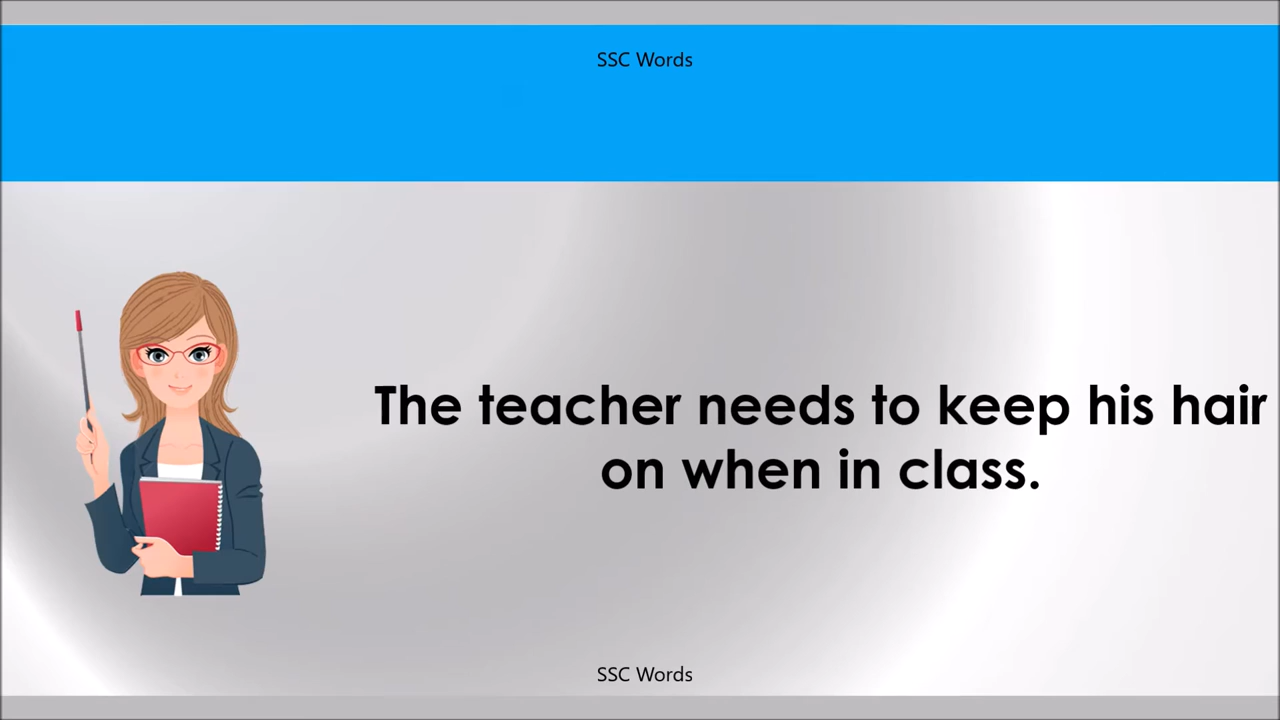 SSC Words
The teacher needs to keep his hair
on when in class.
SSC Words